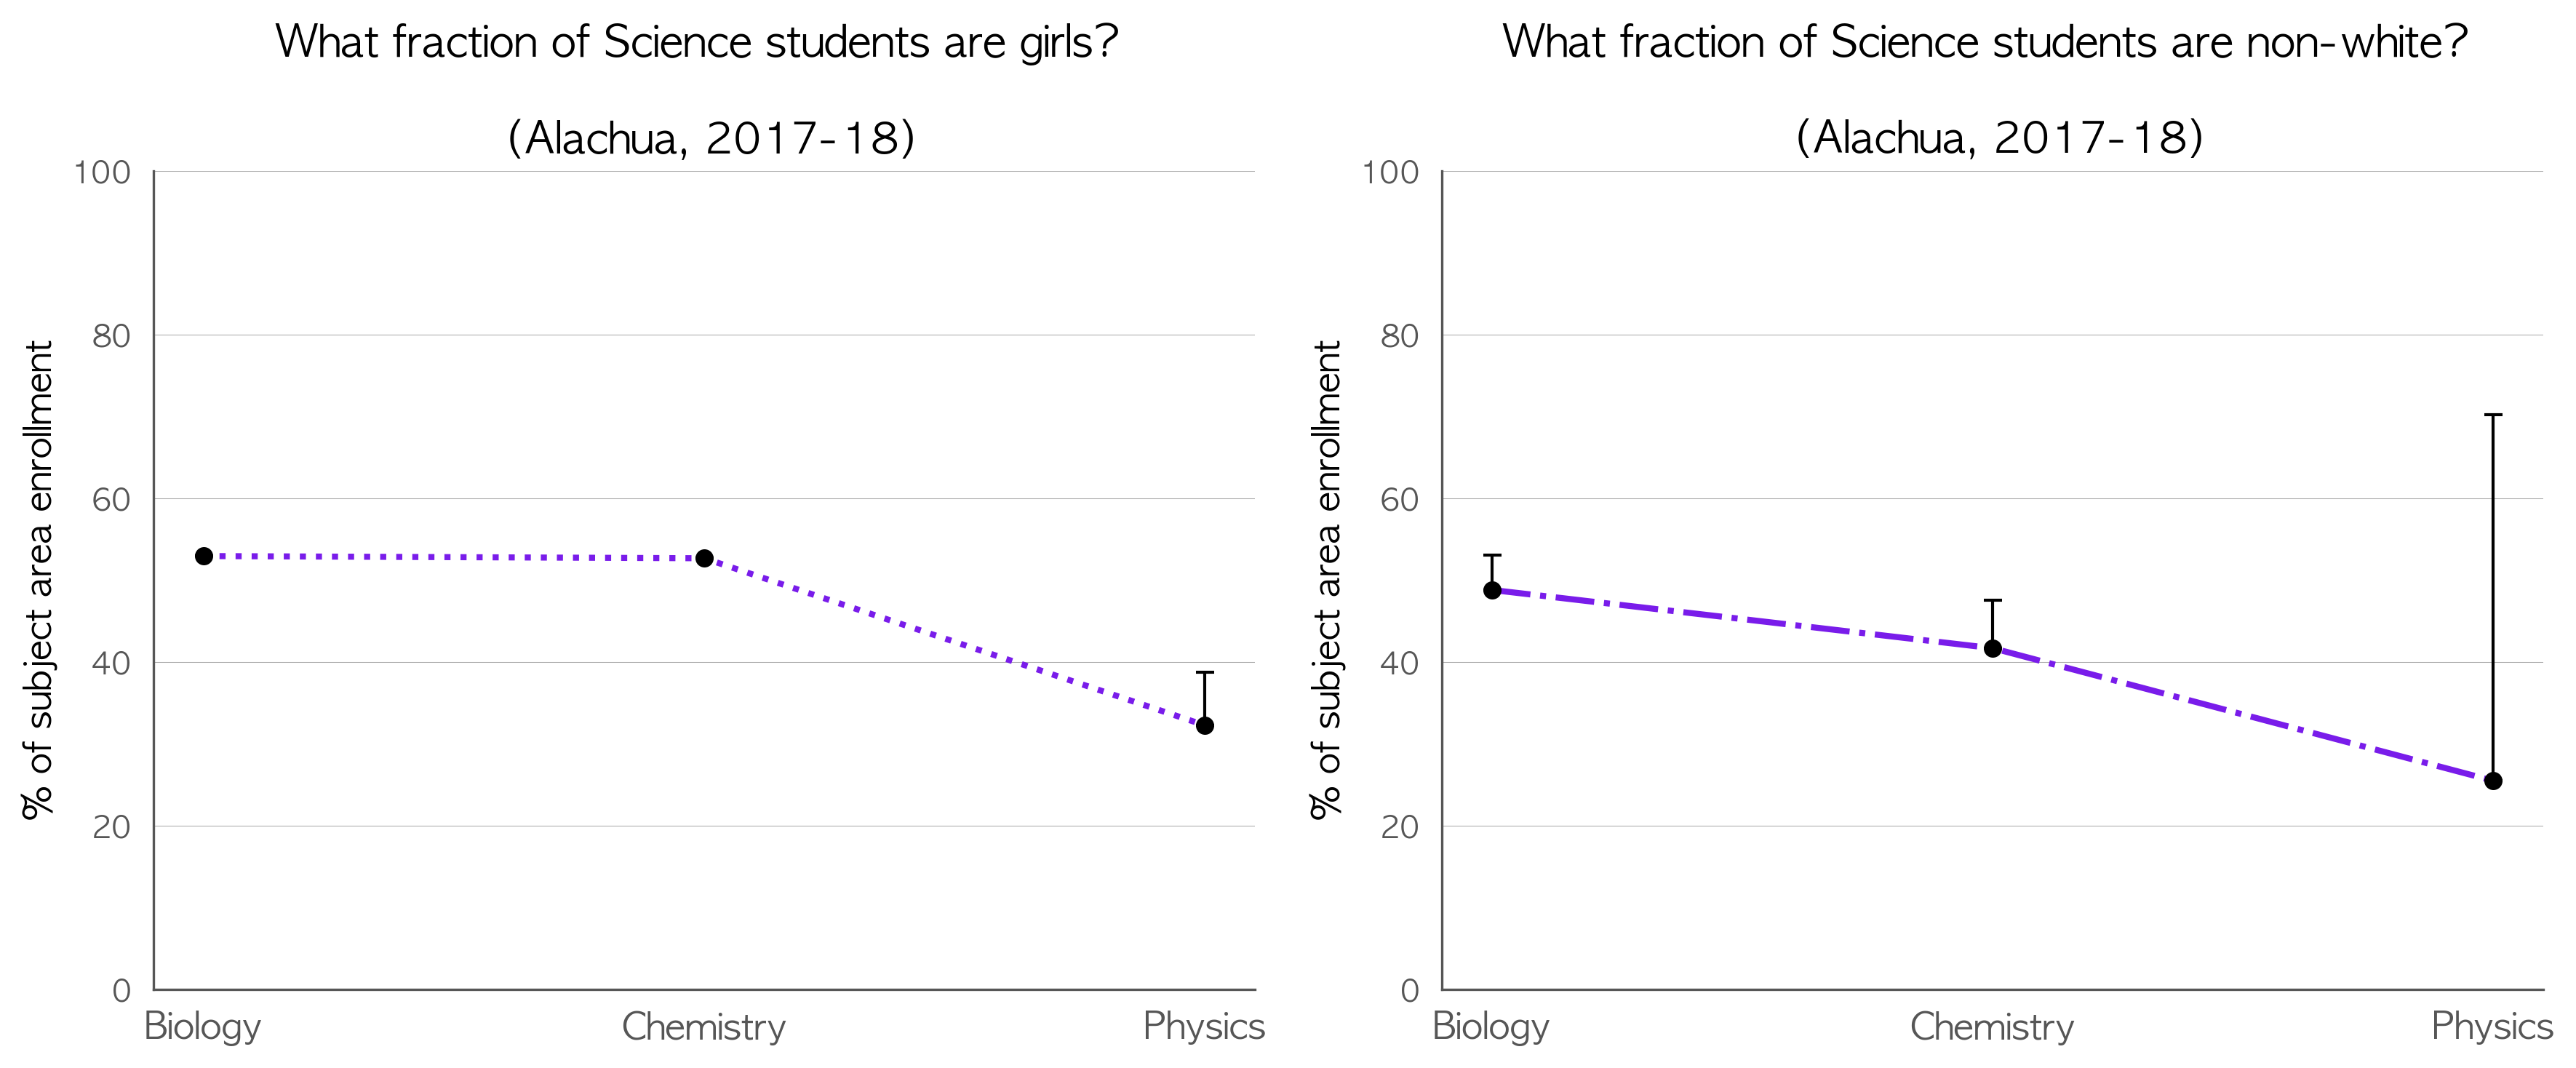 What fraction of Science students are girls?
(Alachua, 2017-18)
% of subject area enrollment
100
80
60
40
20
0
Biology
Chemistry
Physics
What fraction of Science students are non-white?
(Alachua, 2017-18)
% of subject area enrollment
100
80
60
40
20
0
Biology
Chemistry
Physics